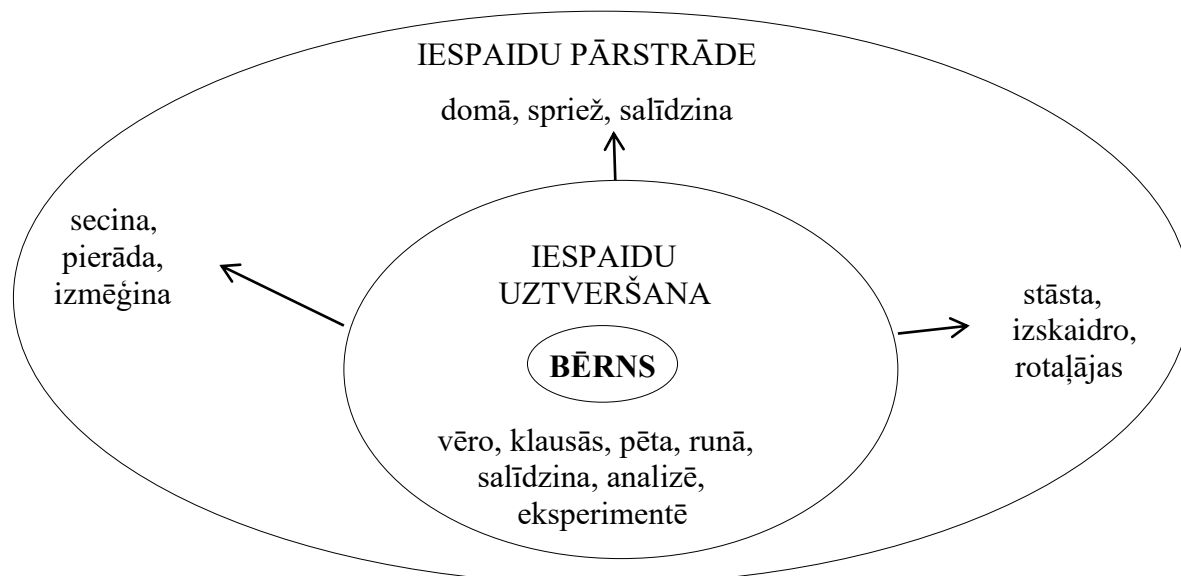 IESPAIDU PĀRSTRĀDE
domā, spriež, salīdzina
secina,
pierāda,
izmēģina
IESPAIDU
UZTVERŠANA
BĒRNS
vēro, klausās, pēta, runā,
salīdzina, analizē,
eksperimentē
stāsta,
izskaidro,
rotaļājas